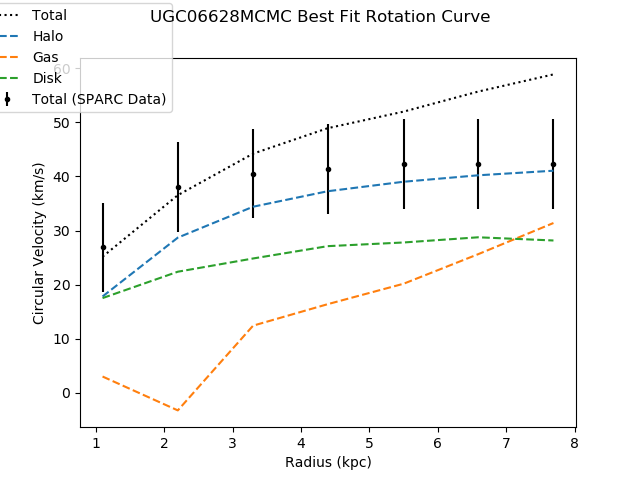 UGC06628MCMC Best Fit Rotation Curve
Total
Halo
Gas
Disk
Total (SPARC Data)
60
50
40
30
20
10
0
Circular Velocity (km/s)
1 2 3 4 5 6 7 8
Radius (kpc)